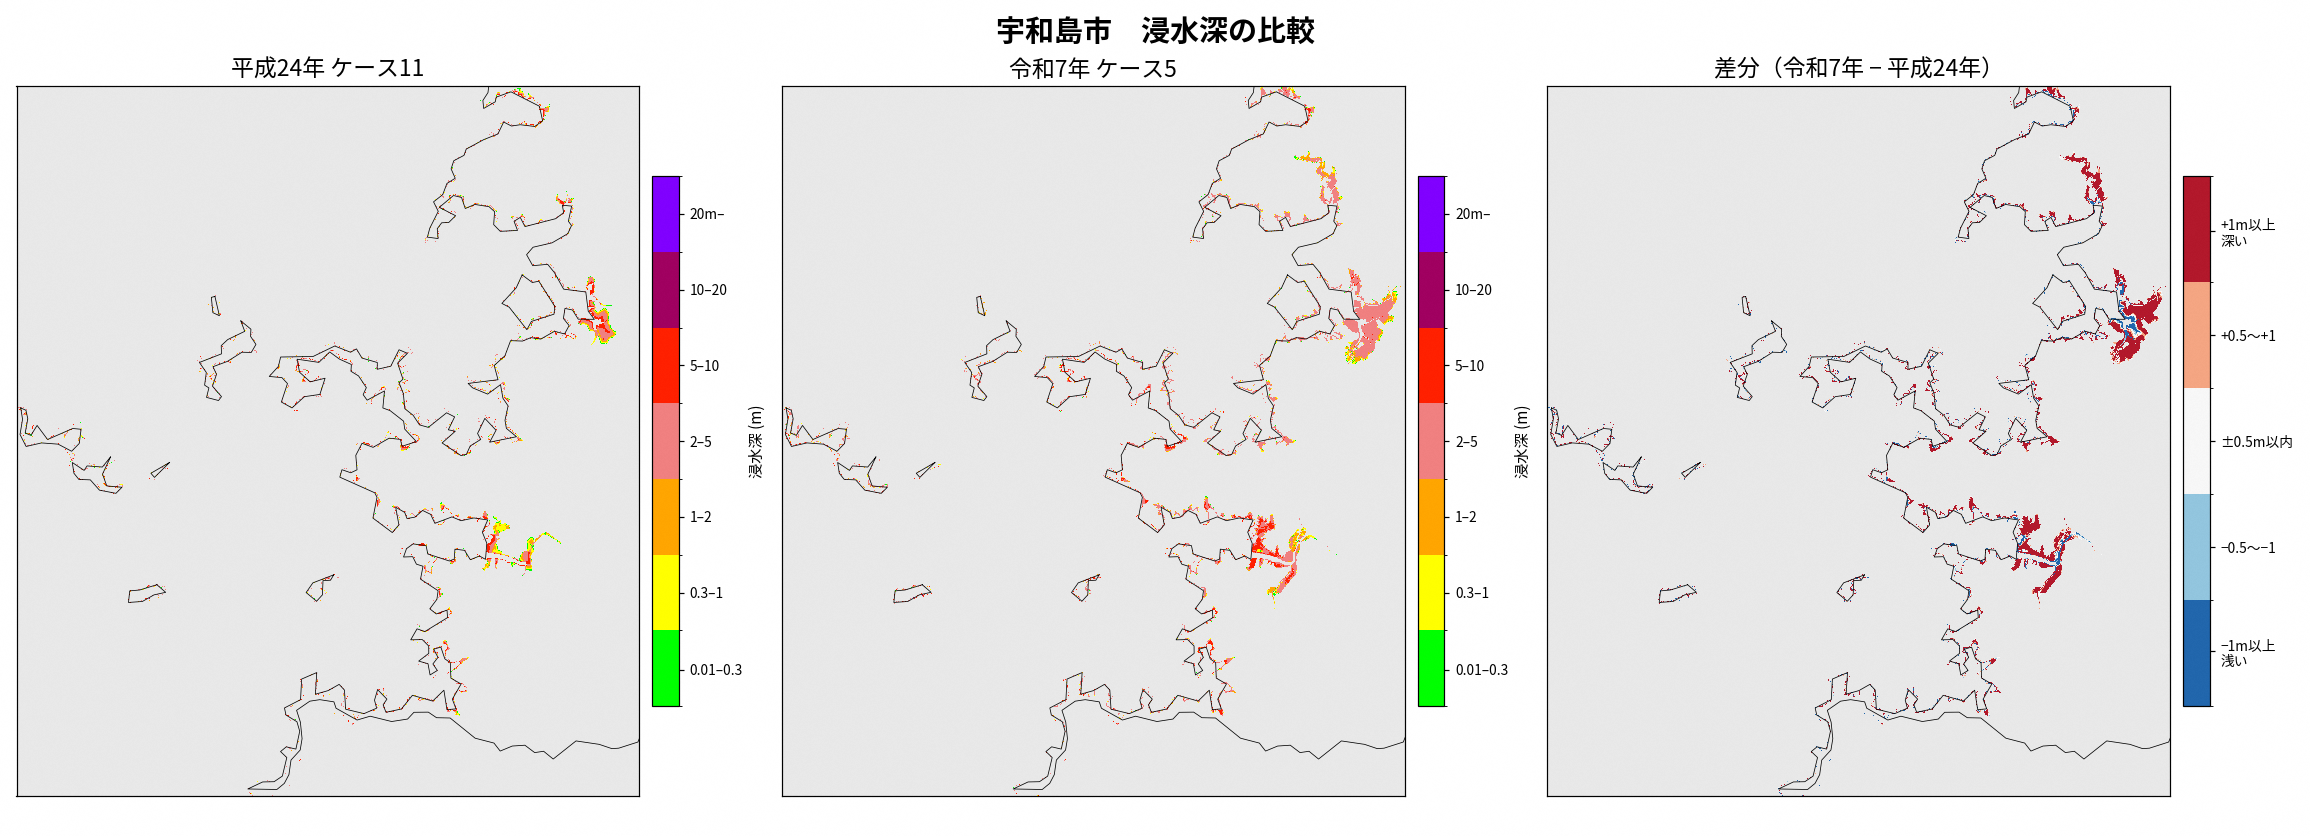 宇和島市　浸水深の比較
平成24年 ケース11
令和7年 ケース5
差分（令和7年 − 平成24年）
20m–
10–20
5–10
2–5
1–2
0.3–1
0.01–0.3
浸水深 (m)
20m–
10–20
5–10
2–5
1–2
0.3–1
0.01–0.3
浸水深 (m)
+1m以上
深い
+0.5～+1
±0.5m以内
−0.5～−1
−1m以上
浅い